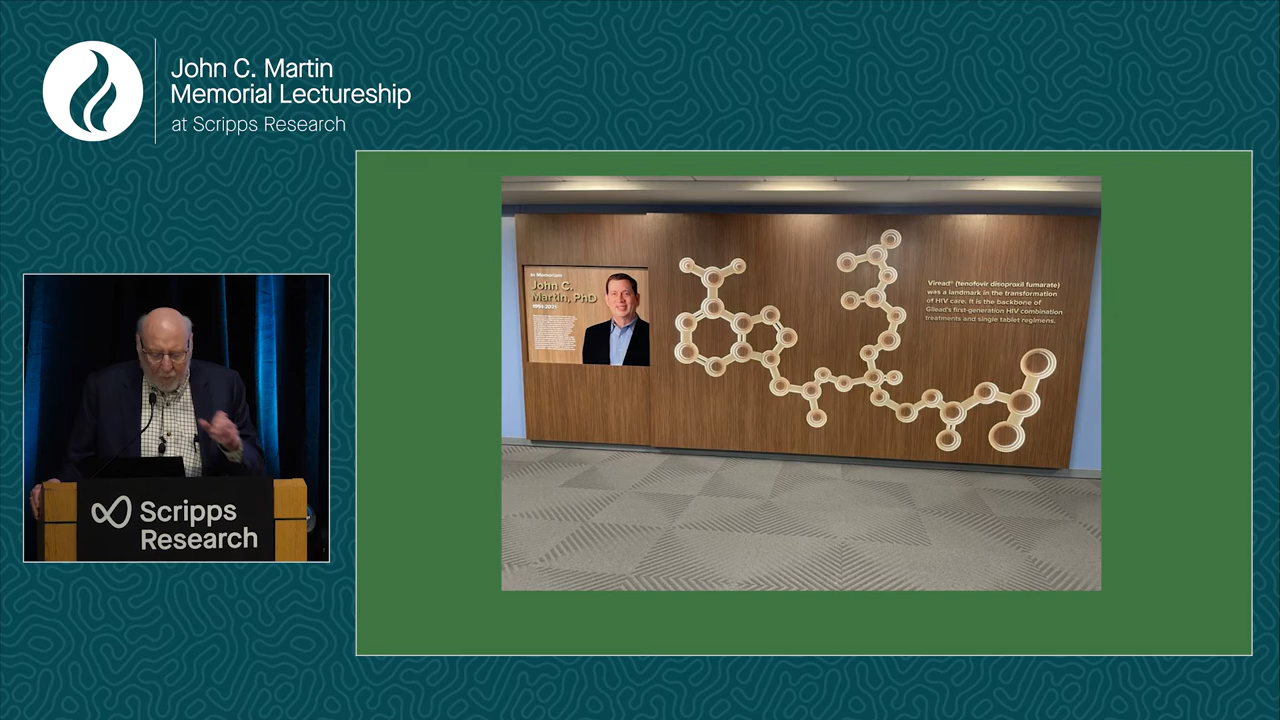 John C. Martin
Memorial Lectureship
at Scripps Research
In Memoriam
John C.
Martin, PhD
1951-2021
Viread® (tenofovir disoproxil fumarate)
was a landmark in the transformation
of HIV care. It is the backbone of
Gilead's first-generation HIV combination
treatments and single tablet regimens.
Scripps
Research